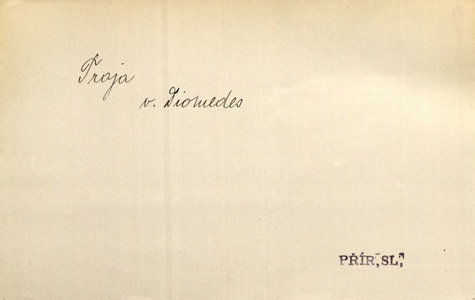 Troja
v. Diomedes
PŘÍR. SL.